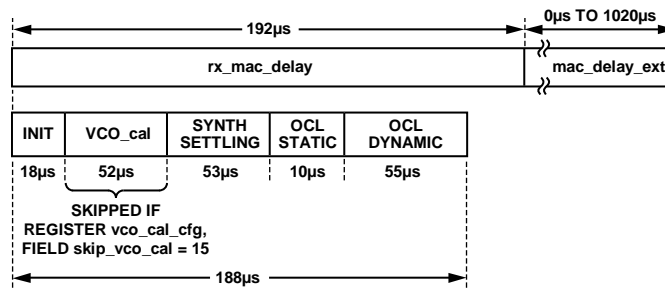 0µs TO 1020µs
192µs
rx_mac_delay
mac_delay_ext
INIT
VCO_cal
SYNTH
SETTLING
OCL
STATIC
OCL
DYNAMIC
18µs
52µs
53µs
10µs
55µs
SKIPPED IF
REGISTER vco_cal_cfg,
FIELD skip_vco_cal = 15
188µs